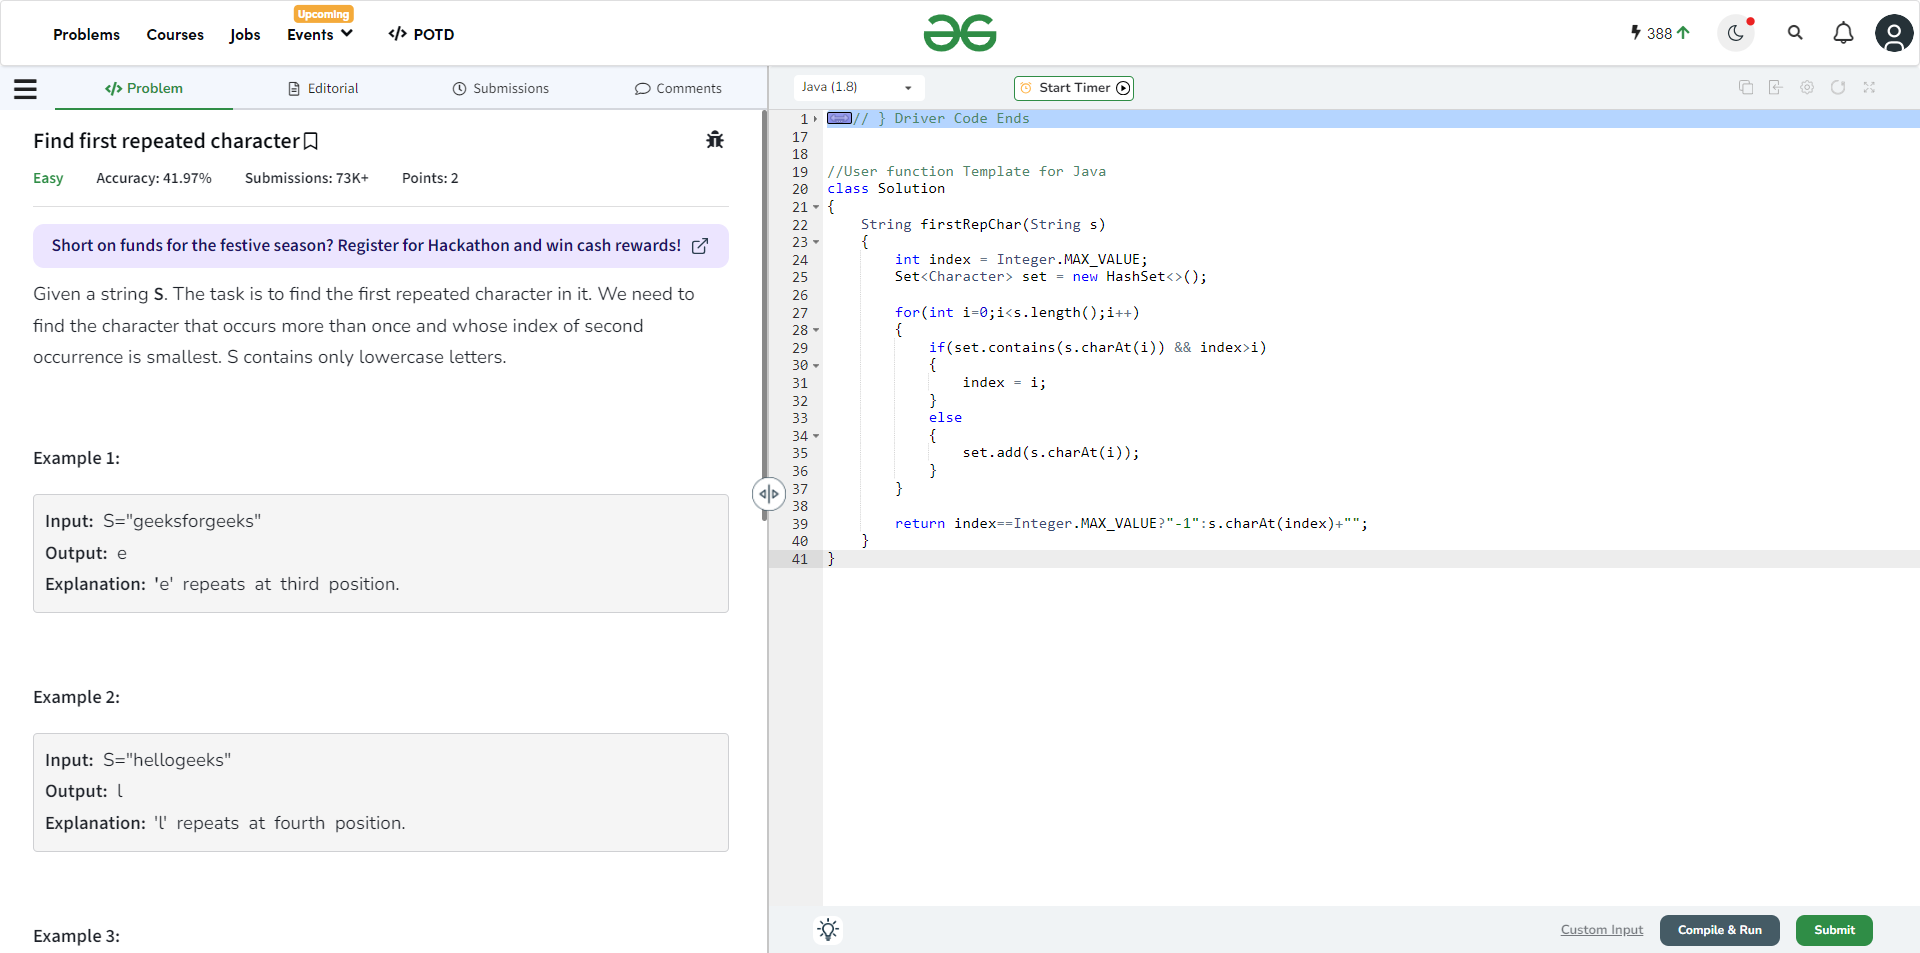 Problems Courses Jobs Upcoming Events </> POTD
388
</> Problem Editorial Submissions Comments
Find first repeated character
Easy Accuracy: 41.97% Submissions: 73K+ Points: 2
Short on funds for the festive season? Register for Hackathon and win cash rewards!
Given a string S. The task is to find the first repeated character in it. We need to
find the character that occurs more than once and whose index of second
occurrence is smallest. S contains only lowercase letters.
Example 1:
Input: S="geeksforgeeks"
Output: e
Explanation: 'e' repeats at third position.
Example 2:
Input: S="hellogeeks"
Output: l
Explanation: 'l' repeats at fourth position.
Example 3:
Java (1.8) Start Timer
1 // } Driver Code Ends
17
18
19 //User function Template for Java
20 class Solution
21 {
22 String firstRepChar(String s)
23 {
24 int index = Integer.MAX_VALUE;
25 Set<Character> set = new HashSet<>();
26
27 for(int i=0;i<s.length();i++)
28 {
29 if(set.contains(s.charAt(i)) && index>i)
30 {
31 index = i;
32 }
33 else
34 {
35 set.add(s.charAt(i));
36 }
37 }
38
39 return index==Integer.MAX_VALUE?"-1":s.charAt(index)+"";
40 }
41 }
Custom Input Compile & Run Submit